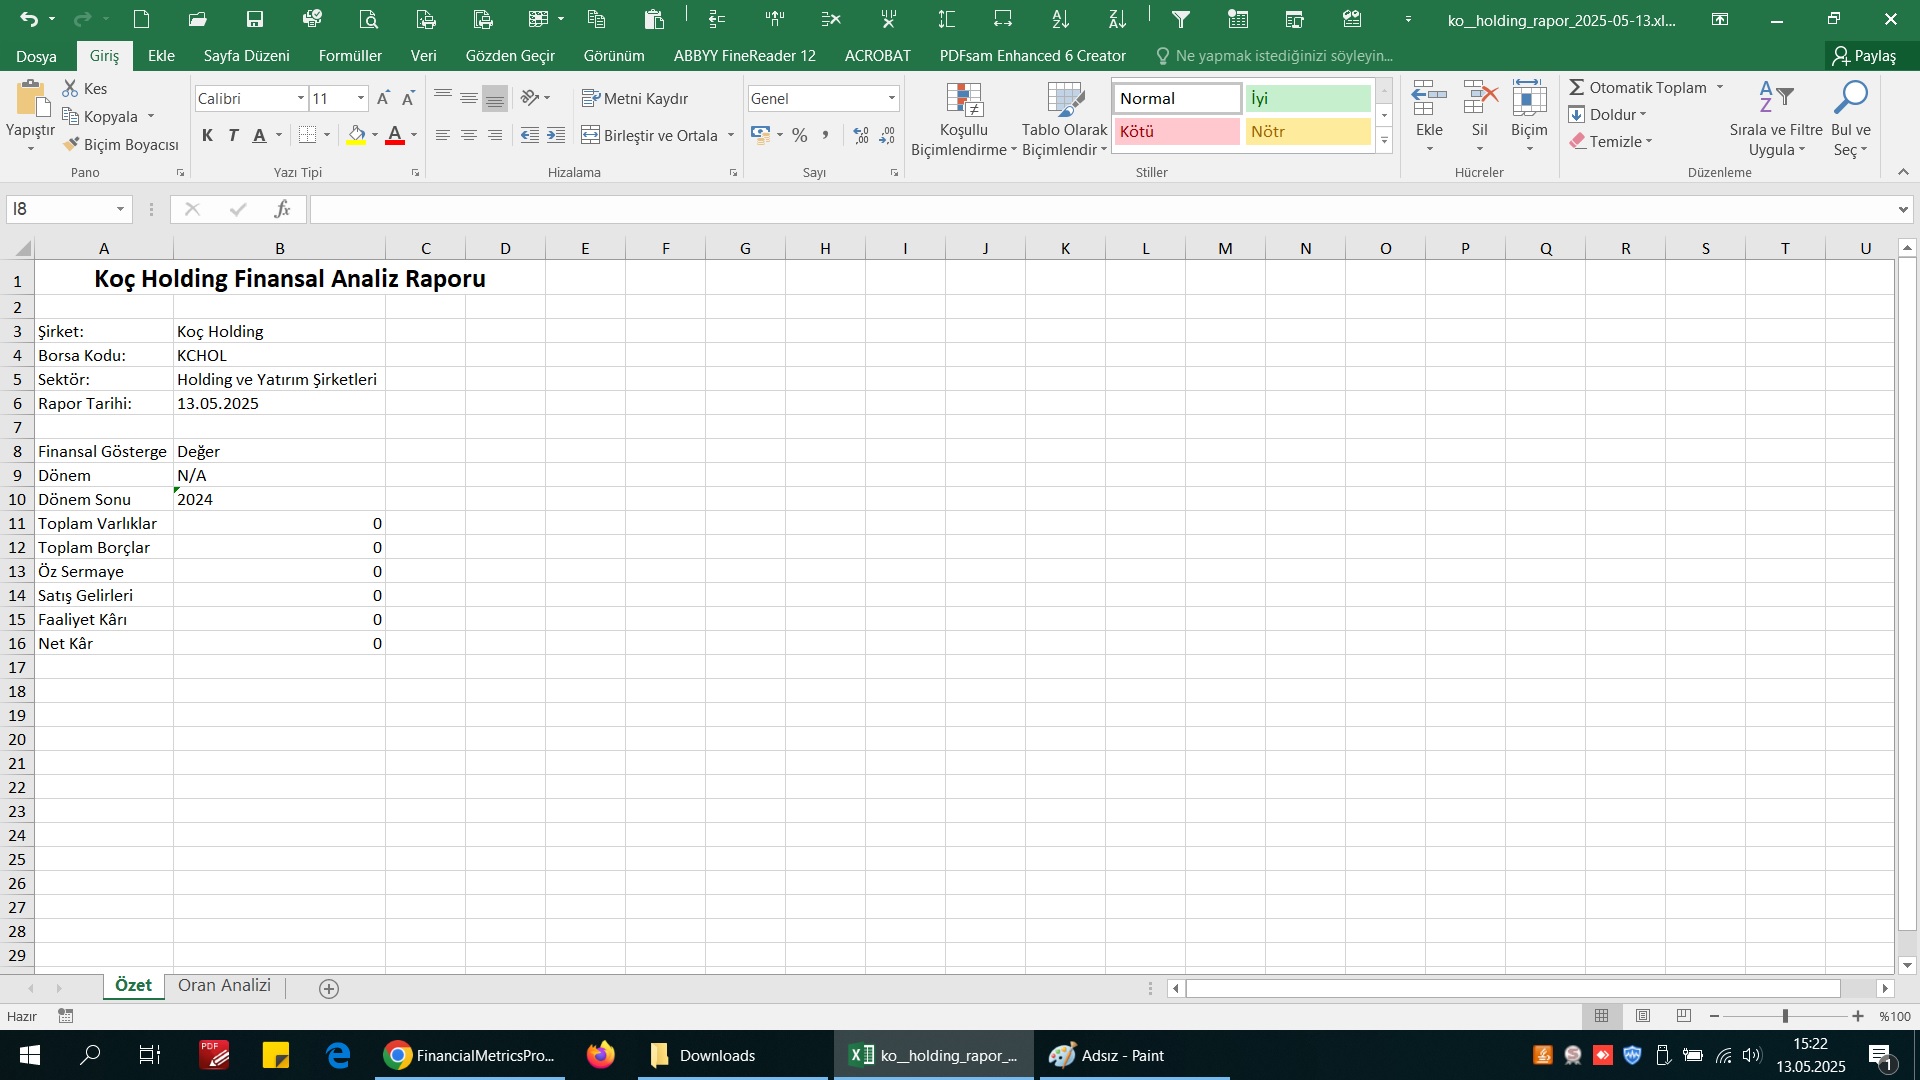 ko__holding_rapor_2025-05-13.xl...
Dosya Giriş Ekle Sayfa Düzeni Formüller Veri Gözden Geçir Görünüm ABBYY FineReader 12 ACROBAT PDFsam Enhanced 6 Creator Ne yapmak istediğinizi söyleyin... Paylaş
Yapıştır
Kes
Kopyala
Biçim Boyacısı
Pano
Calibri 11
K T A
Yazı Tipi
Metni Kaydır
Birleştir ve Ortala
Hizalama
Genel
Sayı
Koşullu Biçimlendirme
Tablo Olarak Biçimlendir
Normal İyi
Kötü Nötr
Stiller
Ekle Sil Biçim
Hücreler
Otomatik Toplam
Doldur
Temizle
Sırala ve Filtre Uygula
Bul ve Seç
Düzenleme
I8
fx
A B C D E F G H I J K L M N O P Q R S T U
1 Koç Holding Finansal Analiz Raporu
2
3 Şirket: Koç Holding
4 Borsa Kodu: KCHOL
5 Sektör: Holding ve Yatırım Şirketleri
6 Rapor Tarihi: 13.05.2025
7
8 Finansal Gösterge Değer
9 Dönem N/A
10 Dönem Sonu 2024
11 Toplam Varlıklar 0
12 Toplam Borçlar 0
13 Öz Sermaye 0
14 Satış Gelirleri 0
15 Faaliyet Kârı 0
16 Net Kâr 0
17
18
19
20
21
22
23
24
25
26
27
28
29
Özet Oran Analizi
Hazır
%100
FinancialMetricsPro...
Downloads
ko__holding_rapor_...
Adsız - Paint
15:22
13.05.2025
1